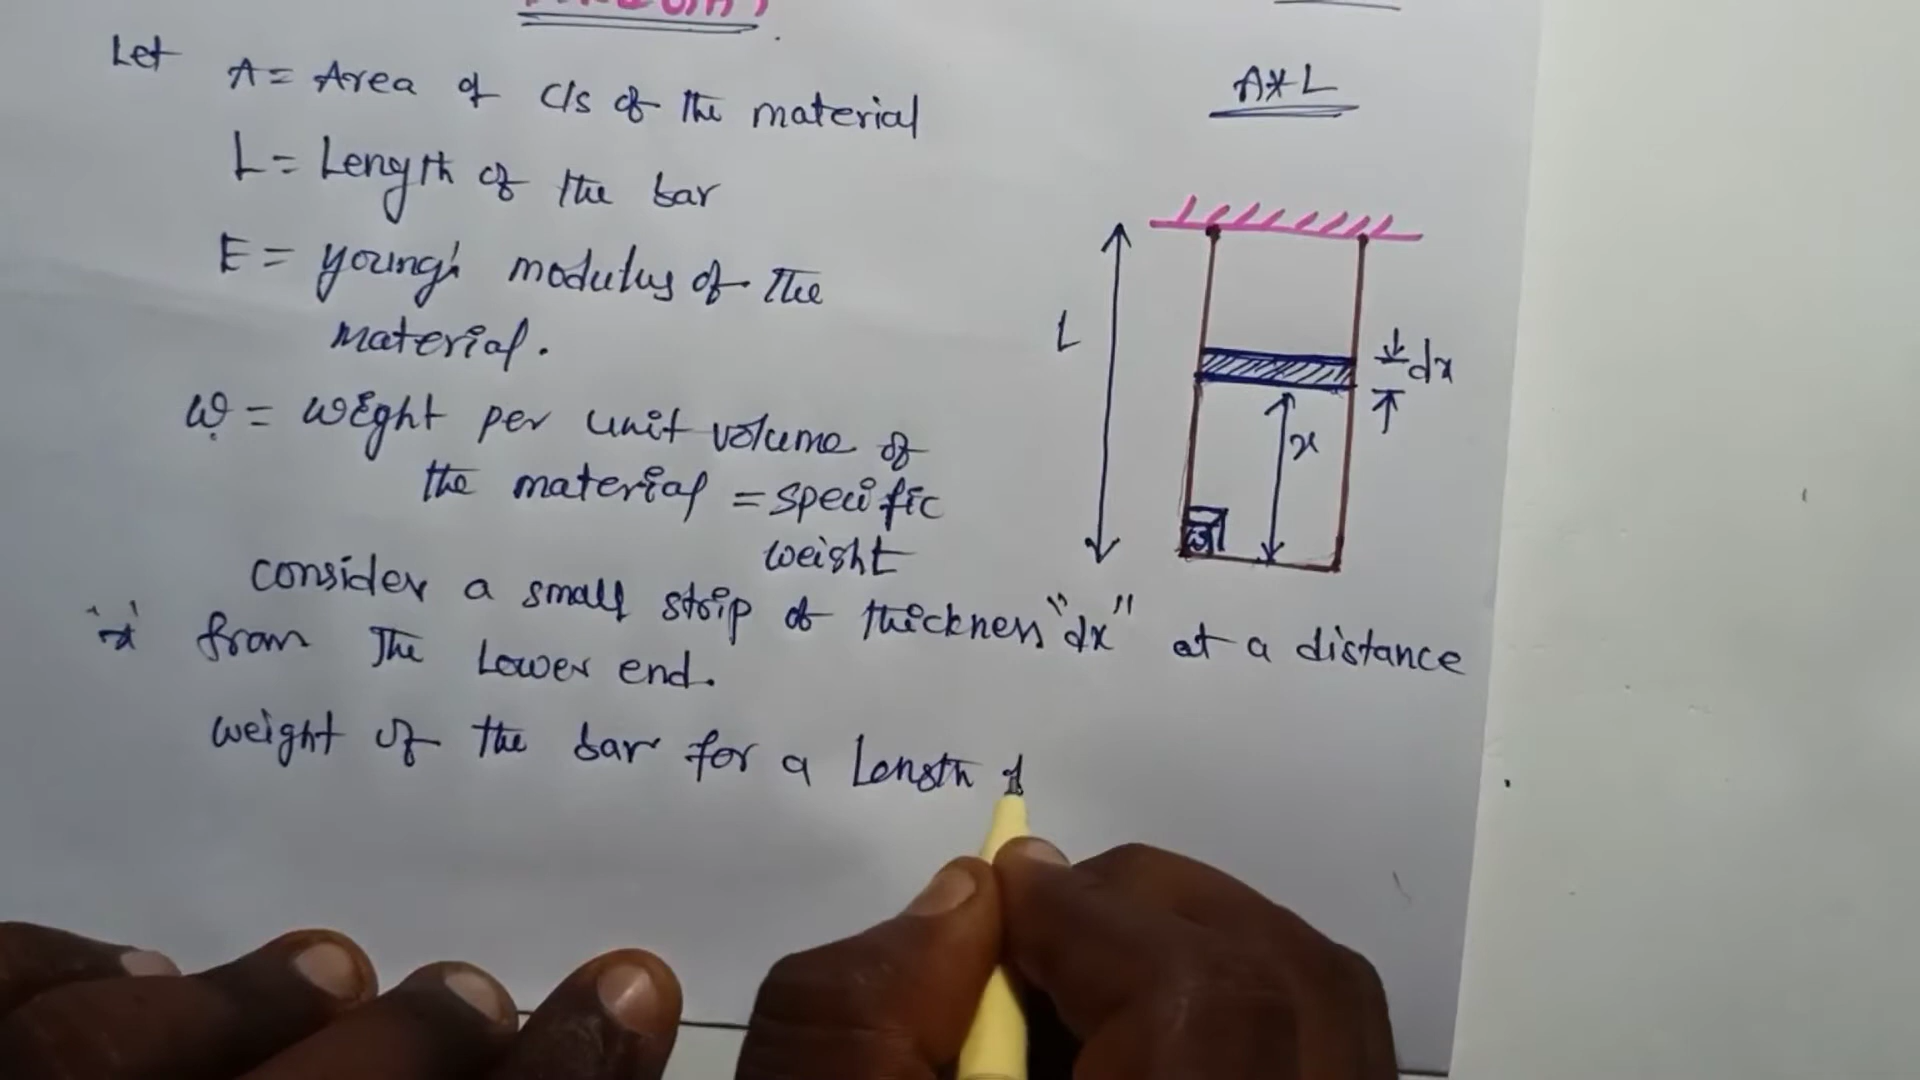 Let A = Area of c/s of the material
L = Length of the bar
E = young's modulus of the
material.
w = weight per unit volume of
the material = specific
weight
consider a small strip of thickness "dx" at a distance
'x' from The Lower end.
weight of the bar for a Length
A*L
L
dx
x
w